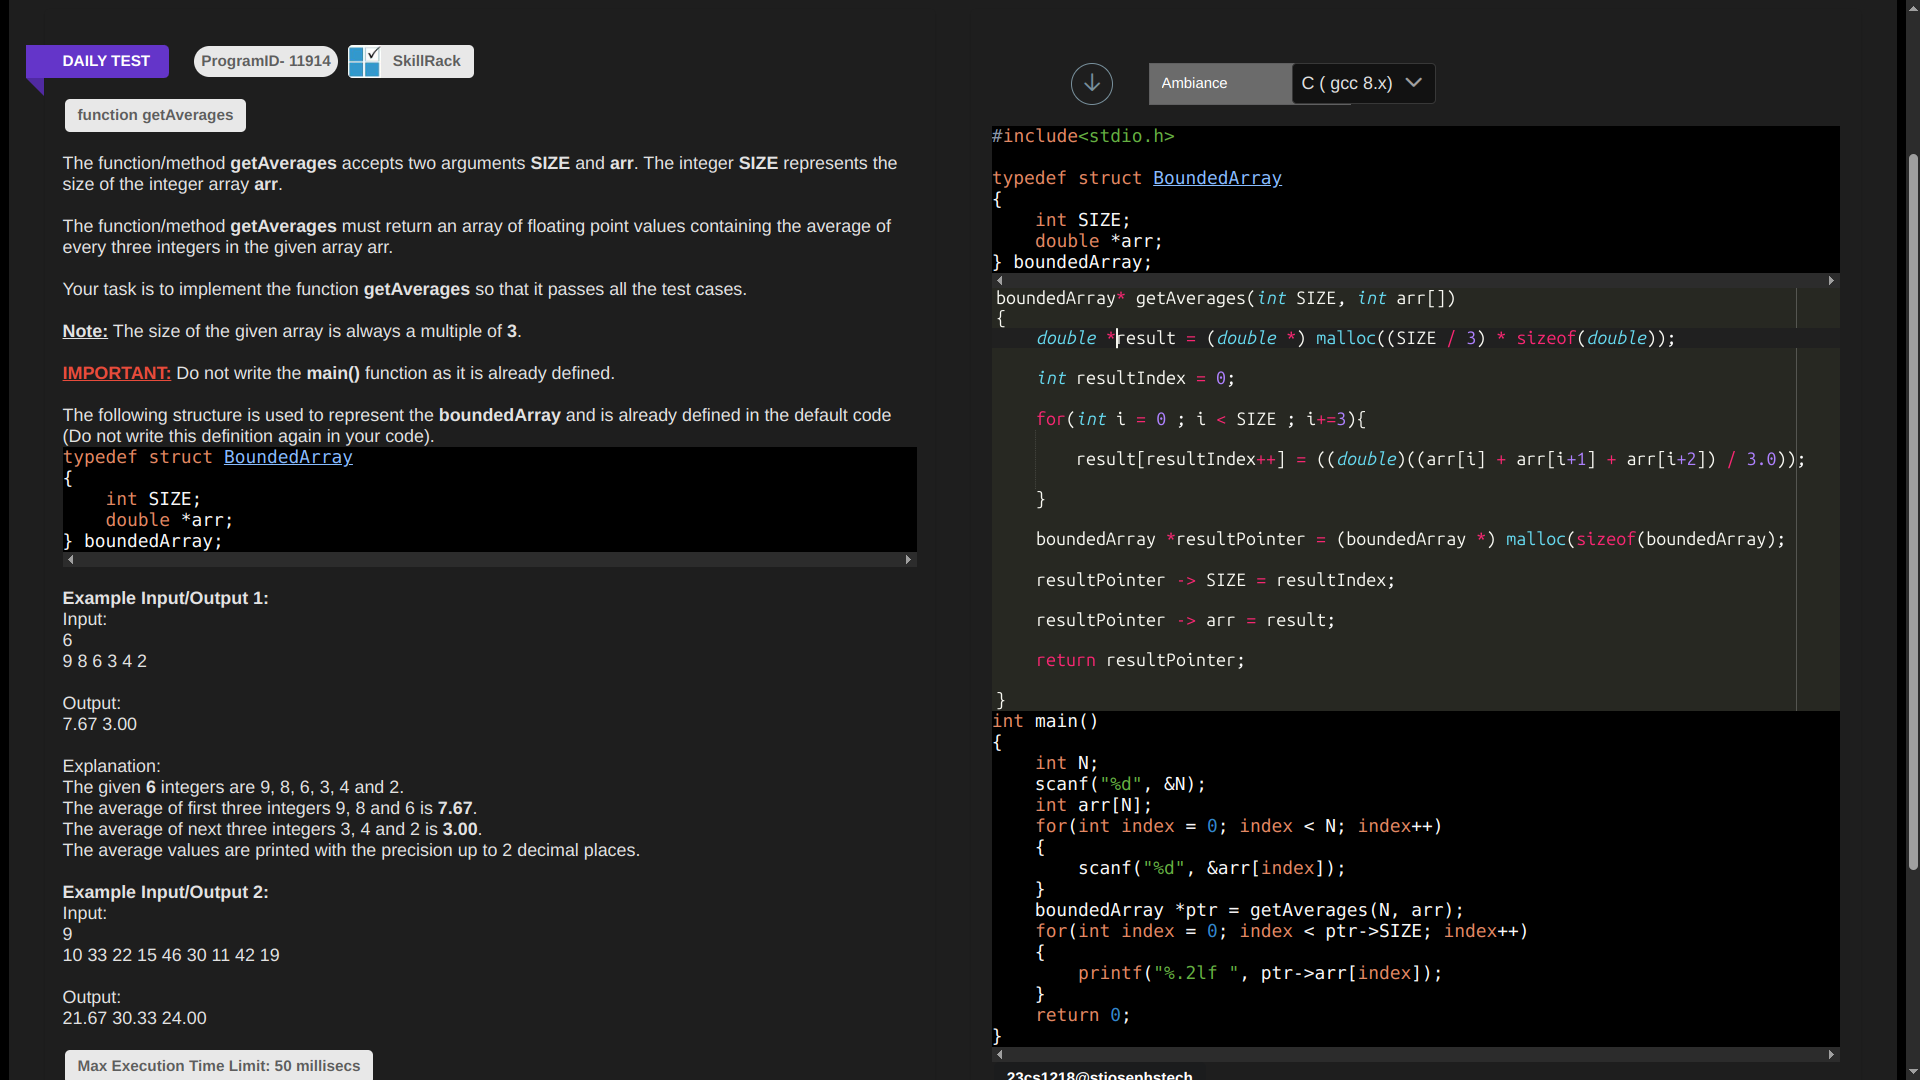 DAILY TEST
ProgramID- 11914
SkillRack
function getAverages
The function/method getAverages accepts two arguments SIZE and arr. The integer SIZE represents the
size of the integer array arr.
The function/method getAverages must return an array of floating point values containing the average of
every three integers in the given array arr.
Your task is to implement the function getAverages so that it passes all the test cases.
Note: The size of the given array is always a multiple of 3.
IMPORTANT: Do not write the main() function as it is already defined.
The following structure is used to represent the boundedArray and is already defined in the default code
(Do not write this definition again in your code).
typedef struct BoundedArray
{
    int SIZE;
    double *arr;
} boundedArray;
Example Input/Output 1:
Input:
6
9 8 6 3 4 2
Output:
7.67 3.00
Explanation:
The given 6 integers are 9, 8, 6, 3, 4 and 2.
The average of first three integers 9, 8 and 6 is 7.67.
The average of next three integers 3, 4 and 2 is 3.00.
The average values are printed with the precision up to 2 decimal places.
Example Input/Output 2:
Input:
9
10 33 22 15 46 30 11 42 19
Output:
21.67 30.33 24.00
Max Execution Time Limit: 50 millisecs
Ambiance
C ( gcc 8.x)
#include<stdio.h>
typedef struct BoundedArray
{
    int SIZE;
    double *arr;
} boundedArray;
boundedArray* getAverages(int SIZE, int arr[])
{
    double *result = (double *) malloc((SIZE / 3) * sizeof(double));
    int resultIndex = 0;
    for(int i = 0 ; i < SIZE ; i+=3){
        result[resultIndex++] = ((double)((arr[i] + arr[i+1] + arr[i+2]) / 3.0));
    }
    boundedArray *resultPointer = (boundedArray *) malloc(sizeof(boundedArray);
    resultPointer -> SIZE = resultIndex;
    resultPointer -> arr = result;
    return resultPointer;
}
int main()
{
    int N;
    scanf("%d", &N);
    int arr[N];
    for(int index = 0; index < N; index++)
    {
        scanf("%d", &arr[index]);
    }
    boundedArray *ptr = getAverages(N, arr);
    for(int index = 0; index < ptr->SIZE; index++)
    {
        printf("%.2lf ", ptr->arr[index]);
    }
    return 0;
}
23cs1218@stjosephstech